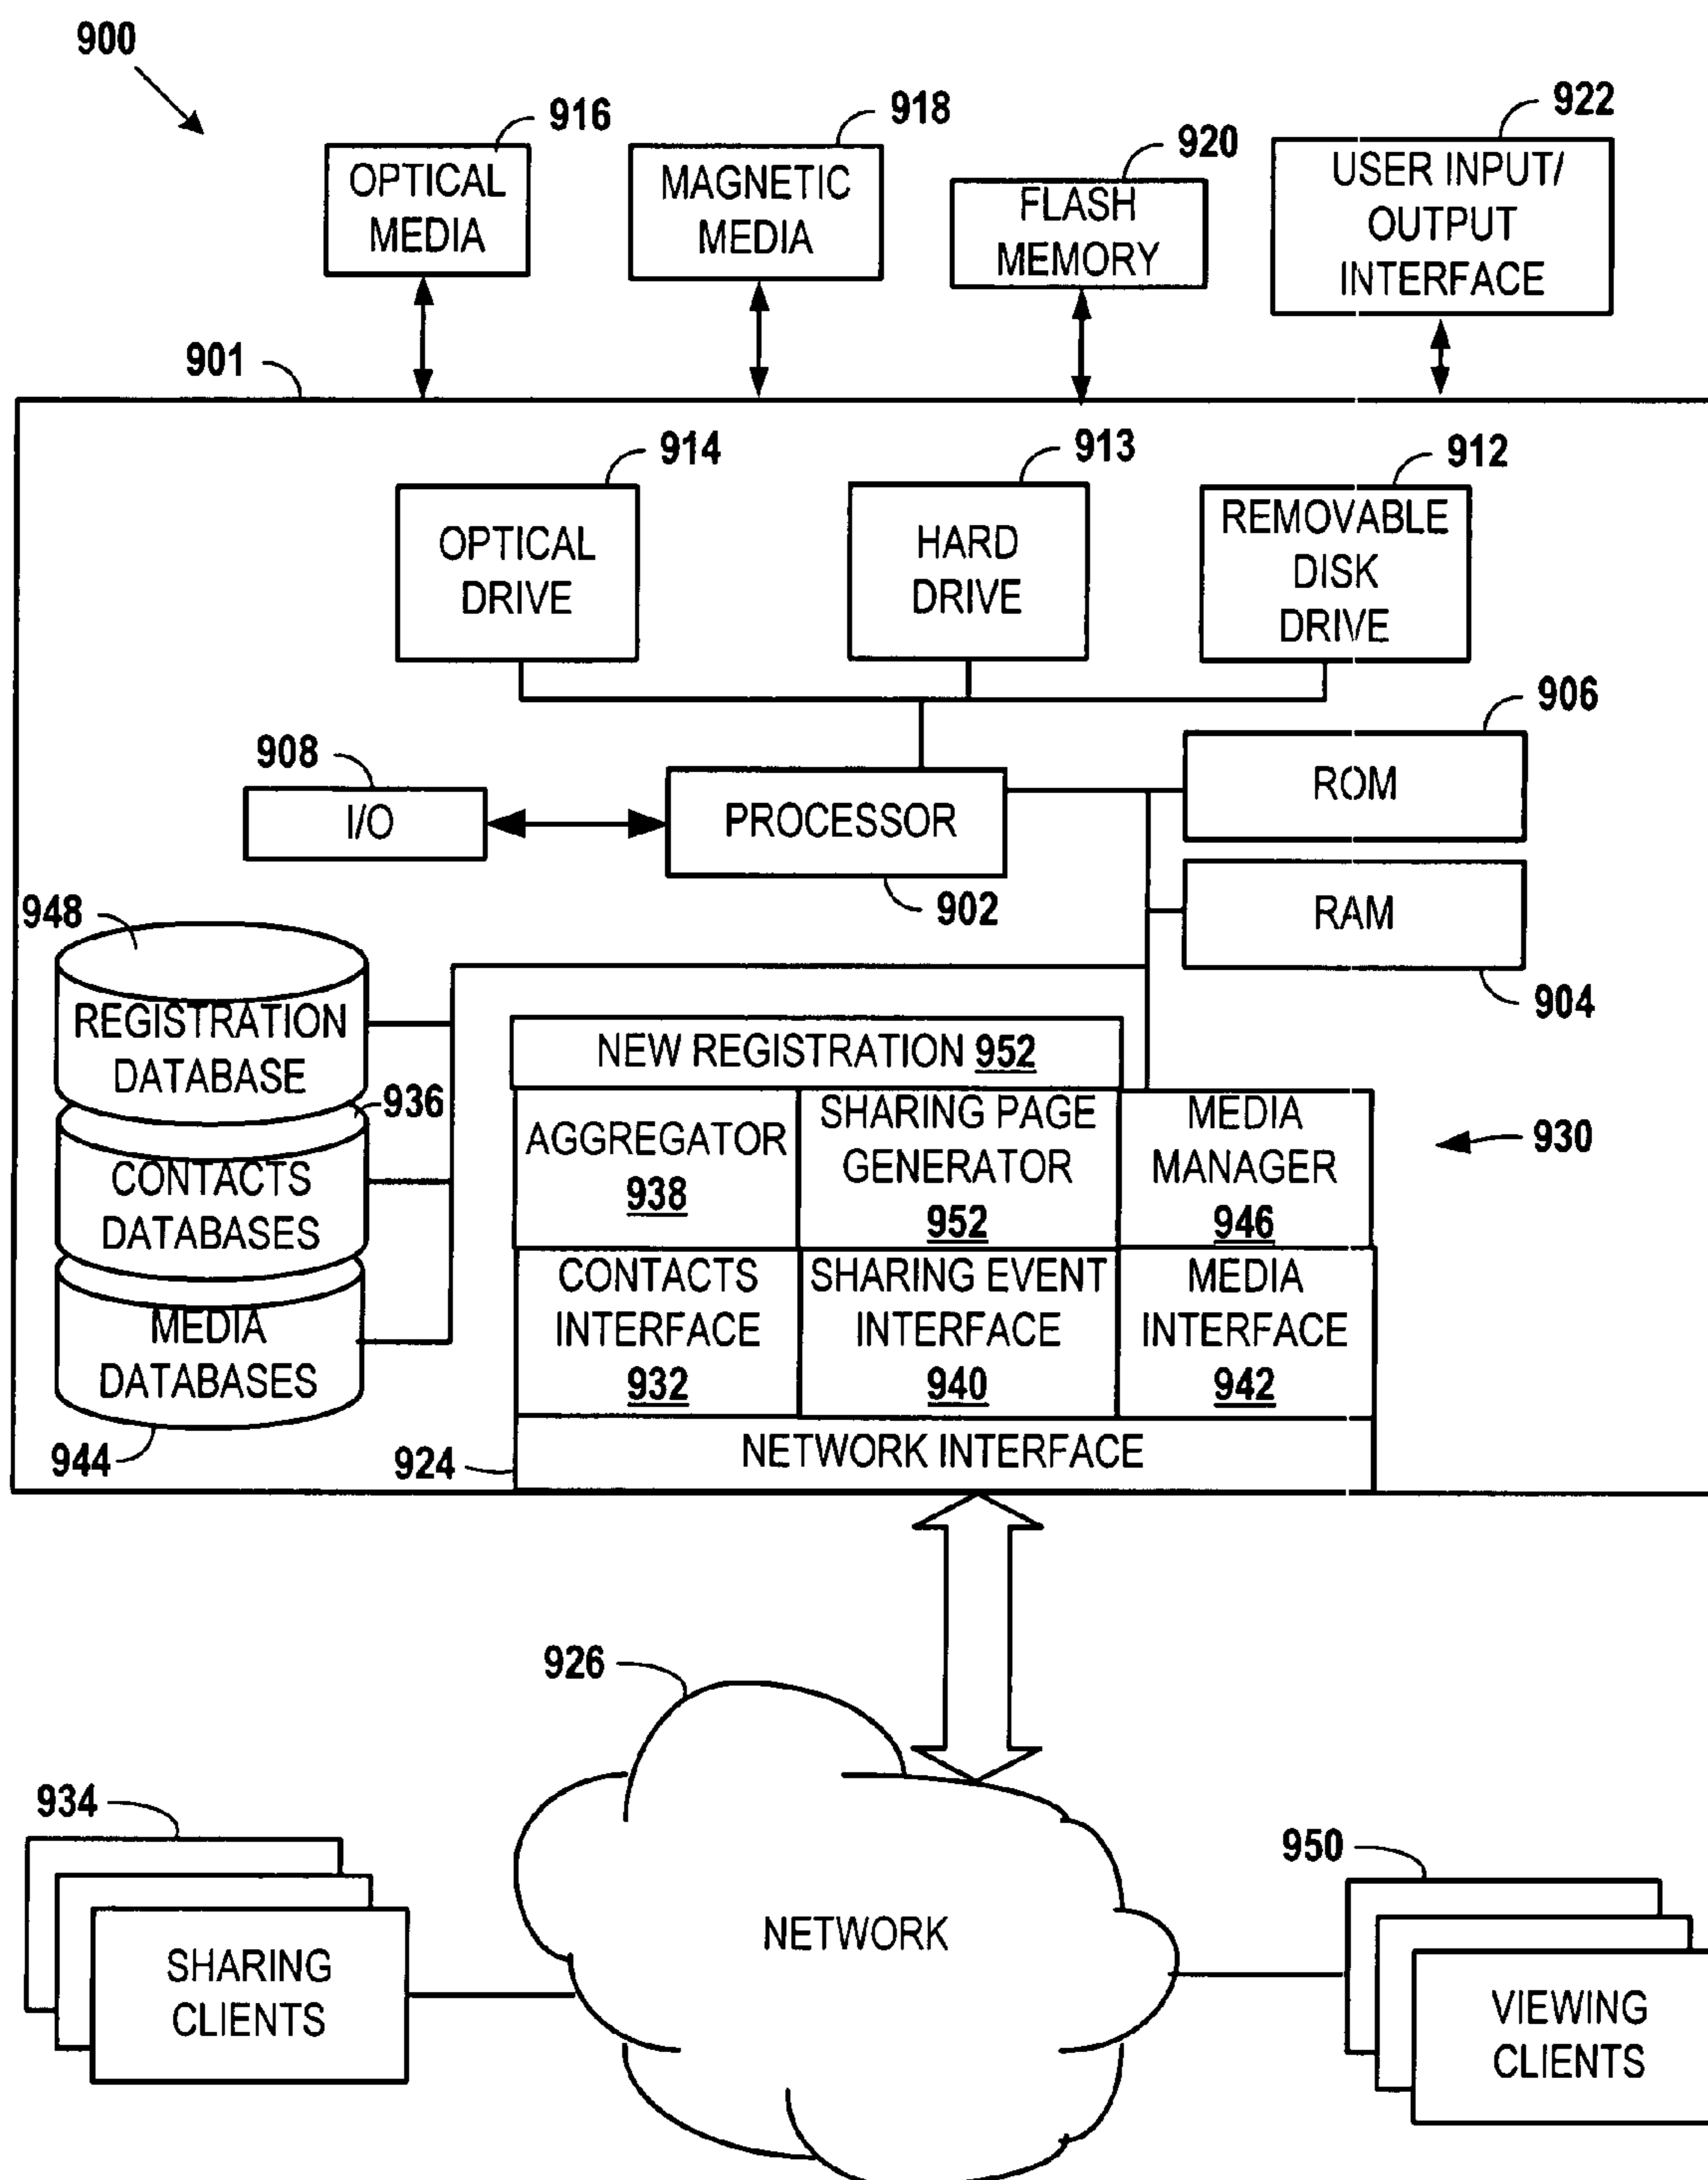 900
916
918
920
922
OPTICAL
MEDIA
MAGNETIC
MEDIA
FLASH
MEMORY
USER INPUT/
OUTPUT
INTERFACE
901
914
913
912
OPTICAL
DRIVE
HARD
DRIVE
REMOVABLE
DISK
DRIVE
906
908
I/O
PROCESSOR
ROM
902
RAM
904
948
REGISTRATION
DATABASE
936
CONTACTS
DATABASES
MEDIA
DATABASES
944
NEW REGISTRATION 952
AGGREGATOR
938
SHARING PAGE
GENERATOR
952
MEDIA
MANAGER
946
930
CONTACTS
INTERFACE
932
SHARING EVENT
INTERFACE
940
MEDIA
INTERFACE
942
924
NETWORK INTERFACE
926
934
950
NETWORK
SHARING
CLIENTS
VIEWING
CLIENTS